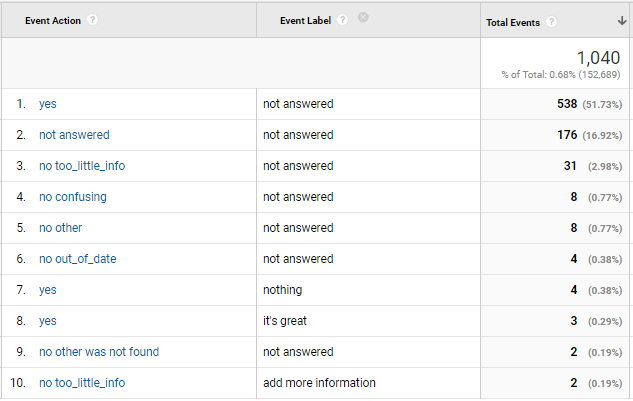 Event Action ? Event Label ? Total Events ?
1,040
% of Total: 0.68% (152,689)
1. yes not answered 538 (51.73%)
2. not answered not answered 176 (16.92%)
3. no too_little_info not answered 31 (2.98%)
4. no confusing not answered 8 (0.77%)
5. no other not answered 8 (0.77%)
6. no out_of_date not answered 4 (0.38%)
7. yes nothing 4 (0.38%)
8. yes it's great 3 (0.29%)
9. no other was not found not answered 2 (0.19%)
10. no too_little_info add more information 2 (0.19%)